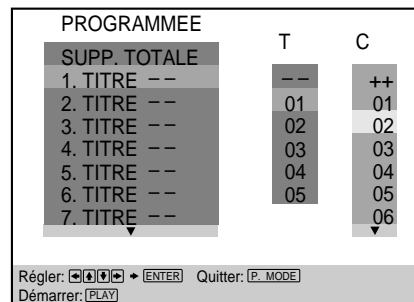 PROGRAMMEE
T C
SUPP. TOTALE
1. TITRE – – – – ++
2. TITRE – – 01 01
3. TITRE – – 02 02
4. TITRE – – 03 03
5. TITRE – – 04 04
6. TITRE – – 05 05
7. TITRE – – 06
Régler: ENTER Quitter: P. MODE
Démarrer: PLAY